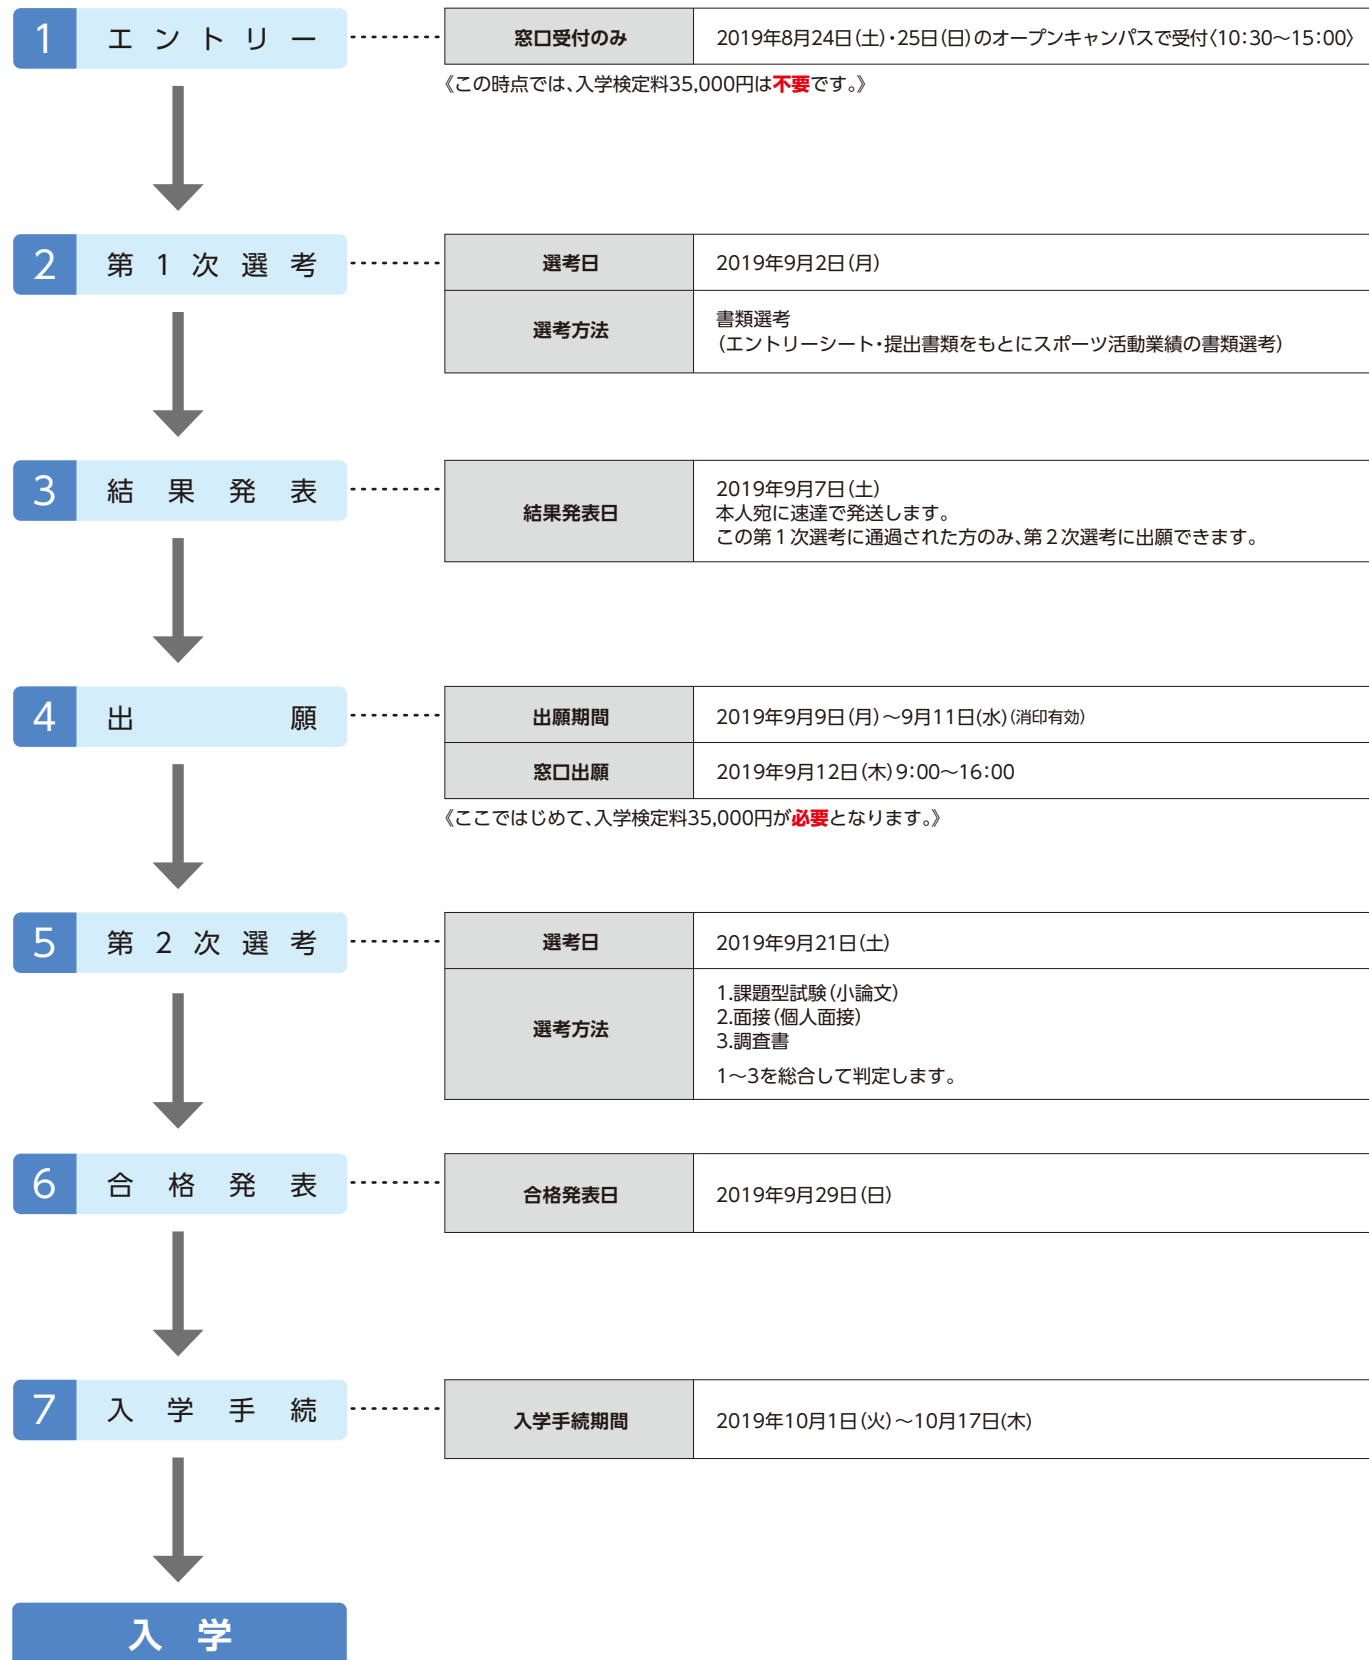 1 エントリー
窓口受付のみ 2019年8月24日(土)・25日(日)のオープンキャンパスで受付〈10:30～15:00〉
《この時点では、入学検定料35,000円は不要です。》
2 第1次選考
選考日 2019年9月2日(月)
選考方法 書類選考
(エントリーシート・提出書類をもとにスポーツ活動業績の書類選考)
3 結果発表
結果発表日 2019年9月7日(土)
本人宛に速達で発送します。
この第1次選考に通過された方のみ、第2次選考に出願できます。
4 出願
出願期間 2019年9月9日(月)～9月11日(水)(消印有効)
窓口出願 2019年9月12日(木)9:00～16:00
《ここではじめて、入学検定料35,000円が必要となります。》
5 第2次選考
選考日 2019年9月21日(土)
選考方法 1.課題型試験(小論文)
2.面接(個人面接)
3.調査書
1～3を総合して判定します。
6 合格発表
合格発表日 2019年9月29日(日)
7 入学手続
入学手続期間 2019年10月1日(火)～10月17日(木)
入学